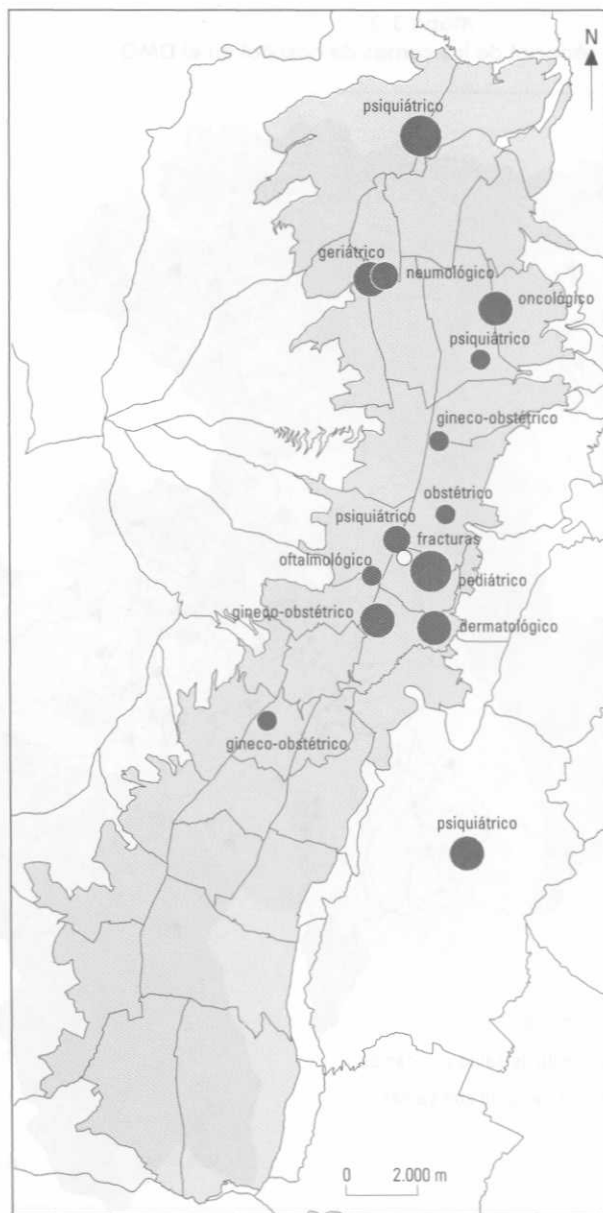 N
psiquiátrico
geriátrico
neumológico
oncológico
psiquiátrico
gineco-obstétrico
obstétrico
psiquiátrico
fracturas
oftalmológico
pediátrico
gineco-obstétrico
dermatológico
gineco-obstétrico
psiquiátrico
0 2.000 m